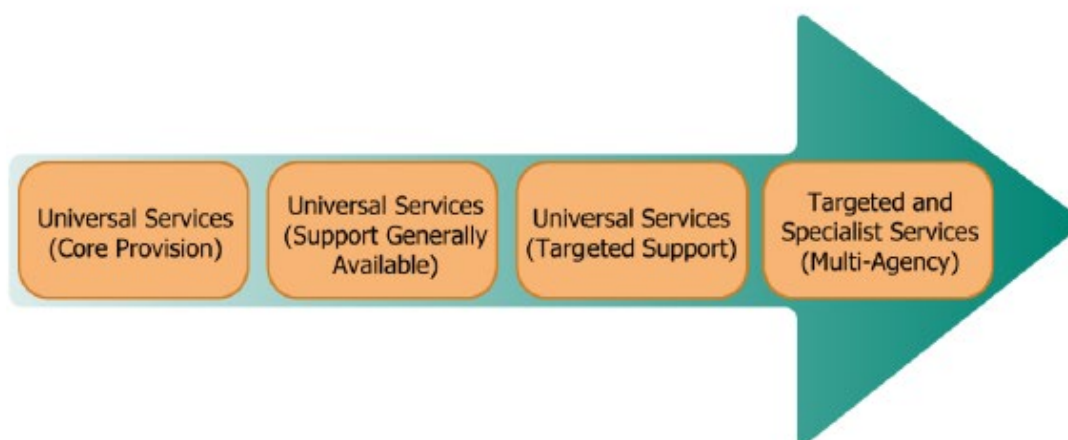 Universal Services
(Core Provision)
Universal Services
(Support Generally
Available)
Universal Services
(Targeted Support)
Targeted and
Specialist Services
(Multi-Agency)